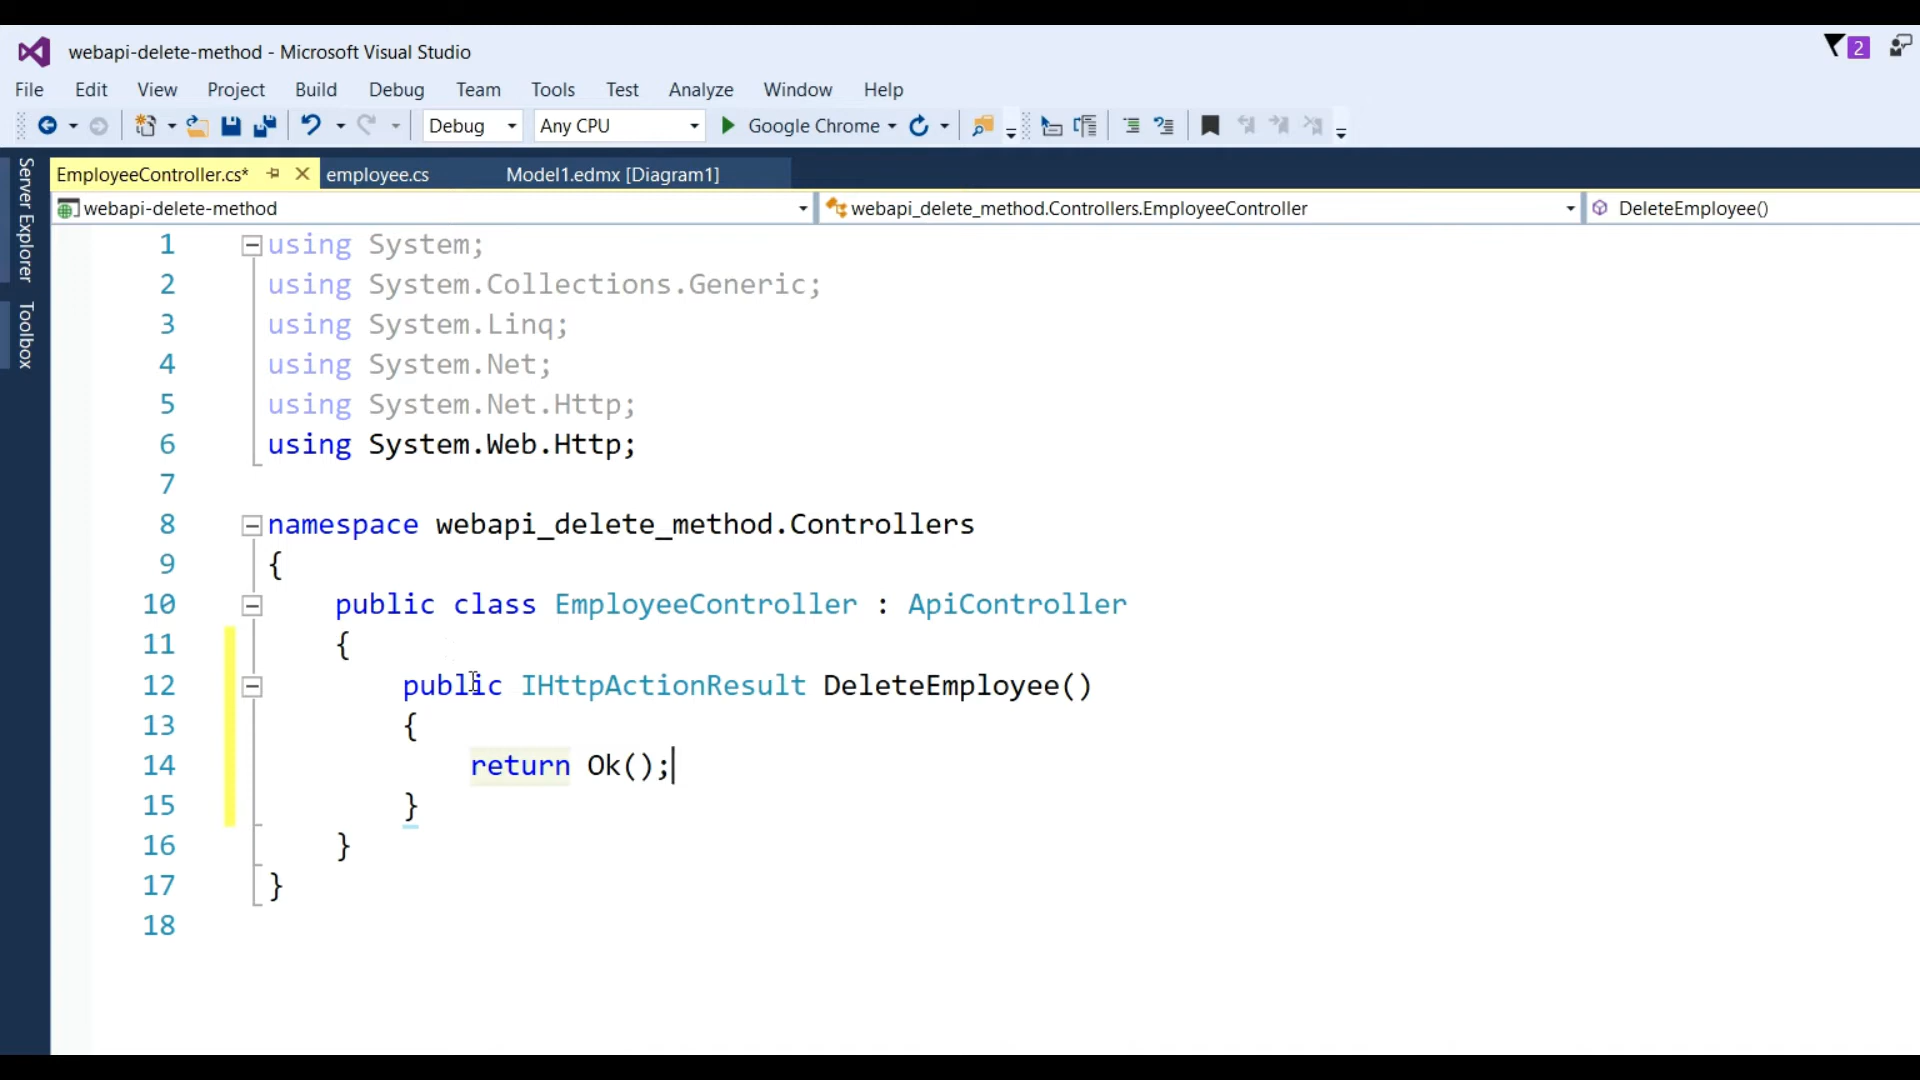 webapi-delete-method - Microsoft Visual Studio
2
File Edit View Project Build Debug Team Tools Test Analyze Window Help
Debug Any CPU Google Chrome
Server Explorer
Toolbox
EmployeeController.cs* employee.cs Model1.edmx [Diagram1]
webapi-delete-method webapi_delete_method.Controllers.EmployeeController DeleteEmployee()
1 using System;
2 using System.Collections.Generic;
3 using System.Linq;
4 using System.Net;
5 using System.Net.Http;
6 using System.Web.Http;
7
8 namespace webapi_delete_method.Controllers
9 {
10 public class EmployeeController : ApiController
11 {
12 public IHttpActionResult DeleteEmployee()
13 {
14 return Ok();
15 }
16 }
17 }
18